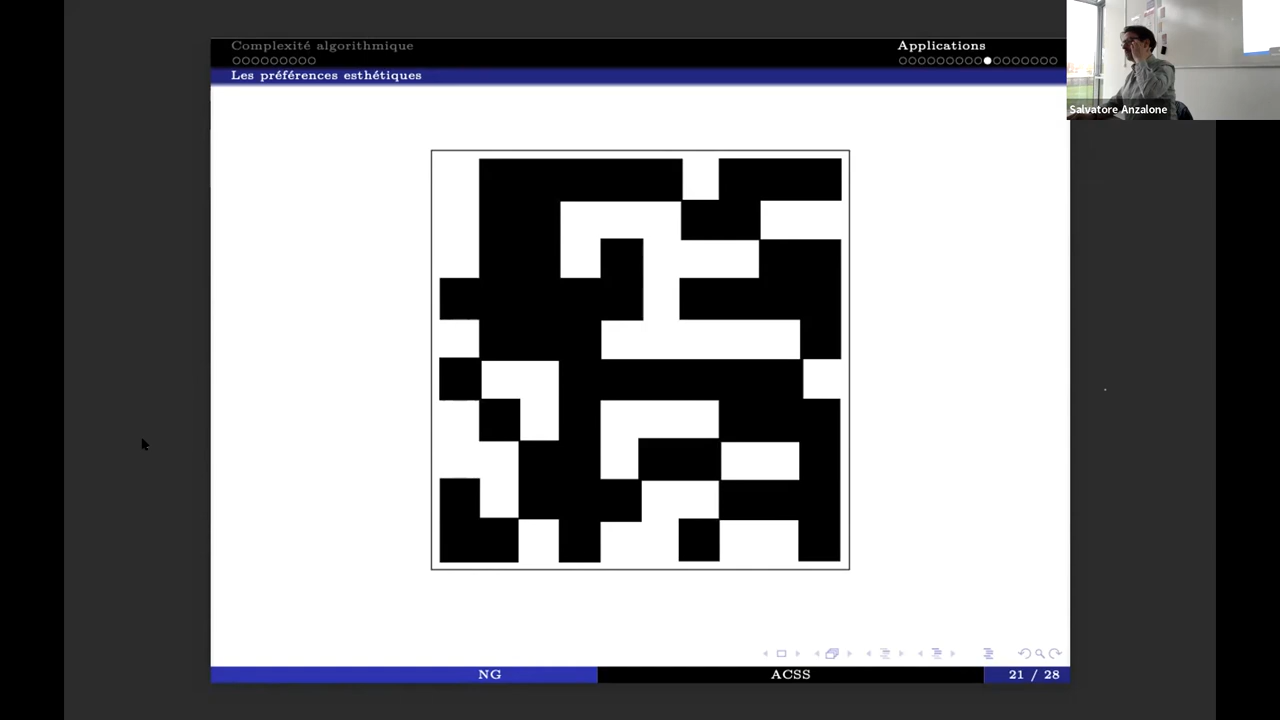 Complexité algorithmique
Applications
Les préférences esthétiques
Salvatore Anzalone
NG
ACSS
21 / 28